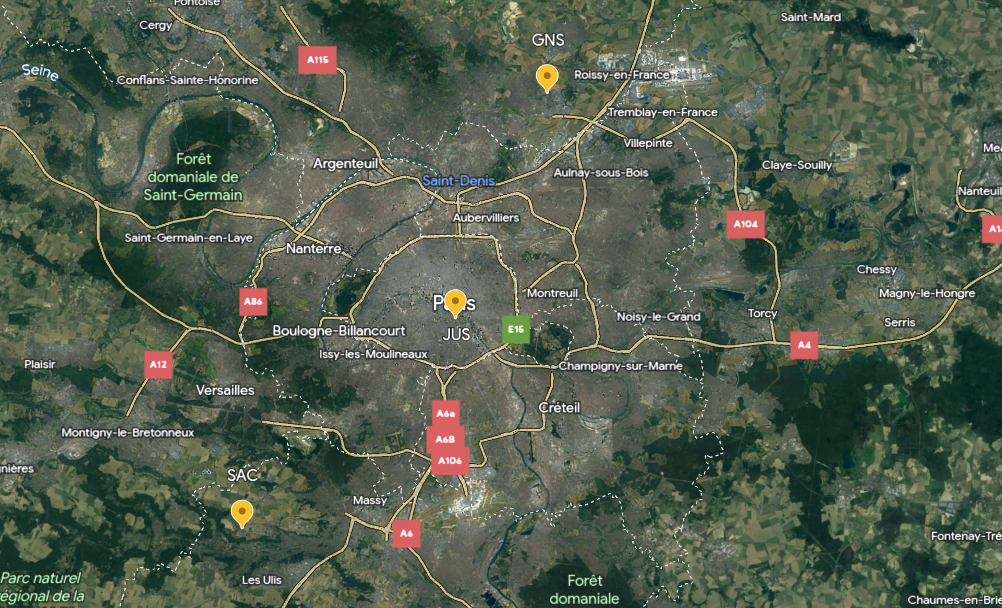 Pontoise
Cergy
Saint-Mard
GNS
A115
Seine
Conflans-Sainte-Honorine
Roissy-en-France
Tremblay-en-France
Villepinte
Argenteuil
Forêt
domaniale de
Saint-Germain
Saint-Denis
Aulnay-sous-Bois
Claye-Souilly
Mea
Nanteuil
Aubervilliers
A104
A1
Saint-Germain-en-Laye
Nanterre
Chessy
Magny-le-Hongre
A86
Paris
Montreuil
JUS
E15
Noisy-le-Grand
Torcy
Serris
Boulogne-Billancourt
Issy-les-Moulineaux
A4
Plaisir
A12
Champigny-sur-Marne
Versailles
A6a
Créteil
Montigny-le-Bretonneux
A6B
A106
gnières
SAC
Massy
A6
Fontenay-Tré
Parc naturel
régional de la
Les Ulis
Forêt
domaniale
Chaumes-en-Brie